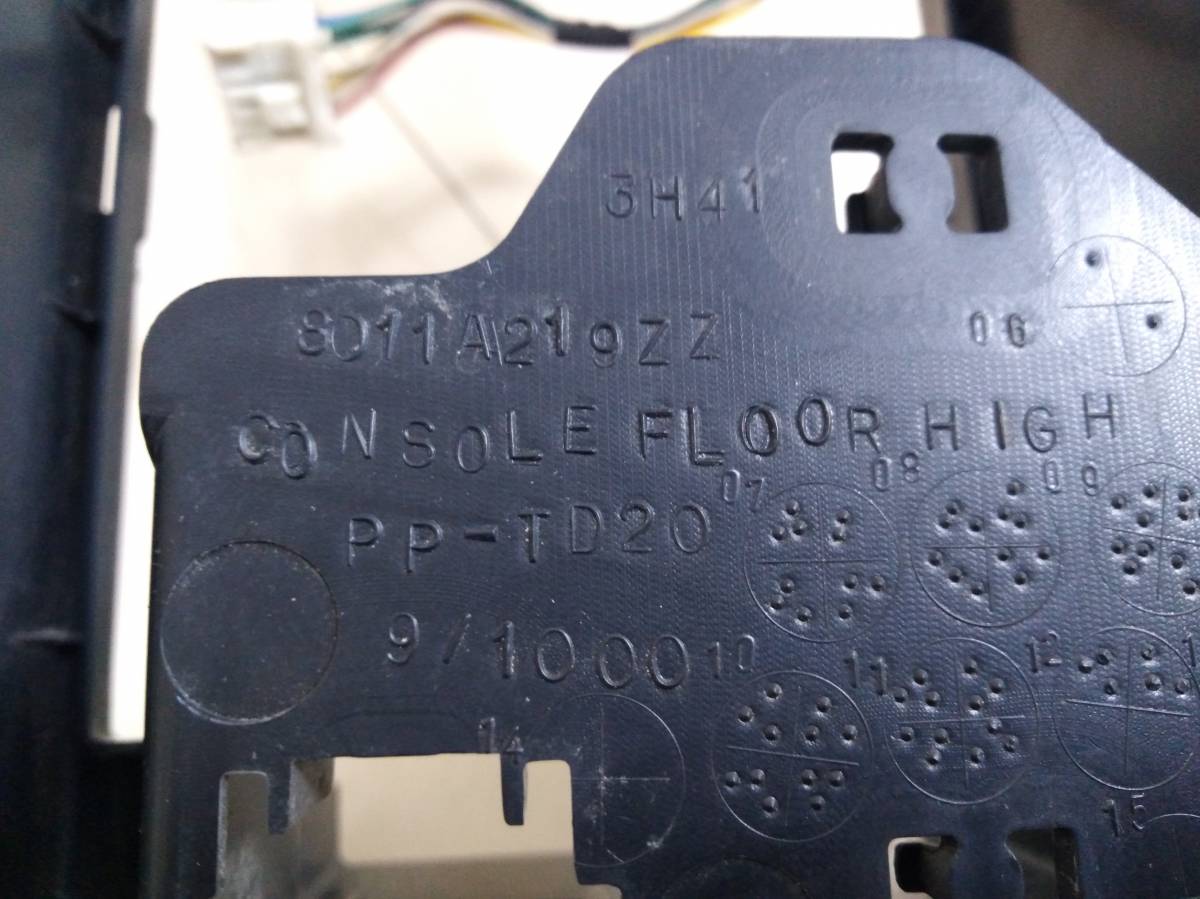 3H41
8011A219ZZ
06
CONSOLE FLOOR HIGH
07 08 09
PP-TD20
9/1000
10 11 12
14
15